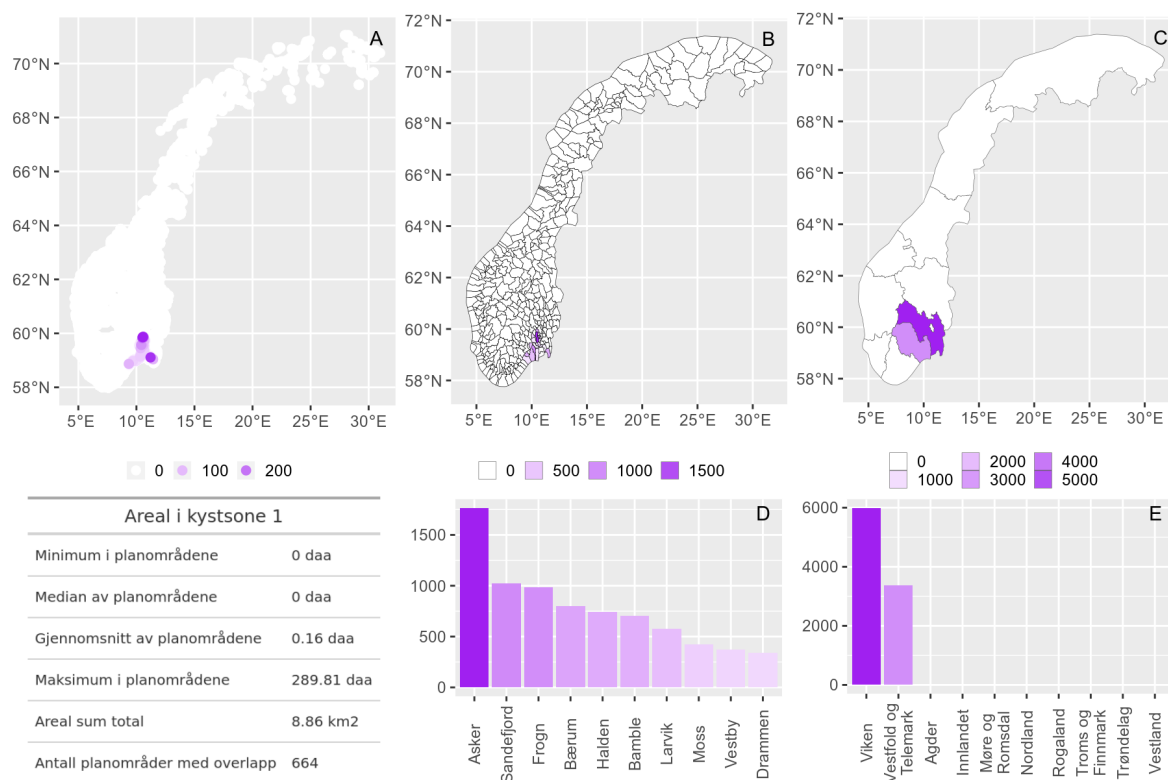 A
70°N
68°N
66°N
64°N
62°N
60°N
58°N
5°E 10°E 15°E 20°E 25°E 30°E
0 100 200
B
72°N
70°N
68°N
66°N
64°N
62°N
60°N
58°N
5°E 10°E 15°E 20°E 25°E 30°E
0 500 1000 1500
C
72°N
70°N
68°N
66°N
64°N
62°N
60°N
58°N
5°E 10°E 15°E 20°E 25°E 30°E
0 2000 4000
1000 3000 5000
Areal i kystsone 1
Minimum i planområdene 0 daa
Median av planområdene 0 daa
Gjennomsnitt av planområdene 0.16 daa
Maksimum i planområdene 289.81 daa
Areal sum total 8.86 km2
Antall planområder med overlapp 664
D
1500
1000
500
0
Asker
Sandefjord
Frogn
Bærum
Halden
Bamble
Larvik
Moss
Vestby
Drammen
E
6000
4000
2000
0
Viken
Vestfold og
Telemark
Agder
Innlandet
Møre og
Romsdal
Nordland
Rogaland
Troms og
Finnmark
Trøndelag
Vestland